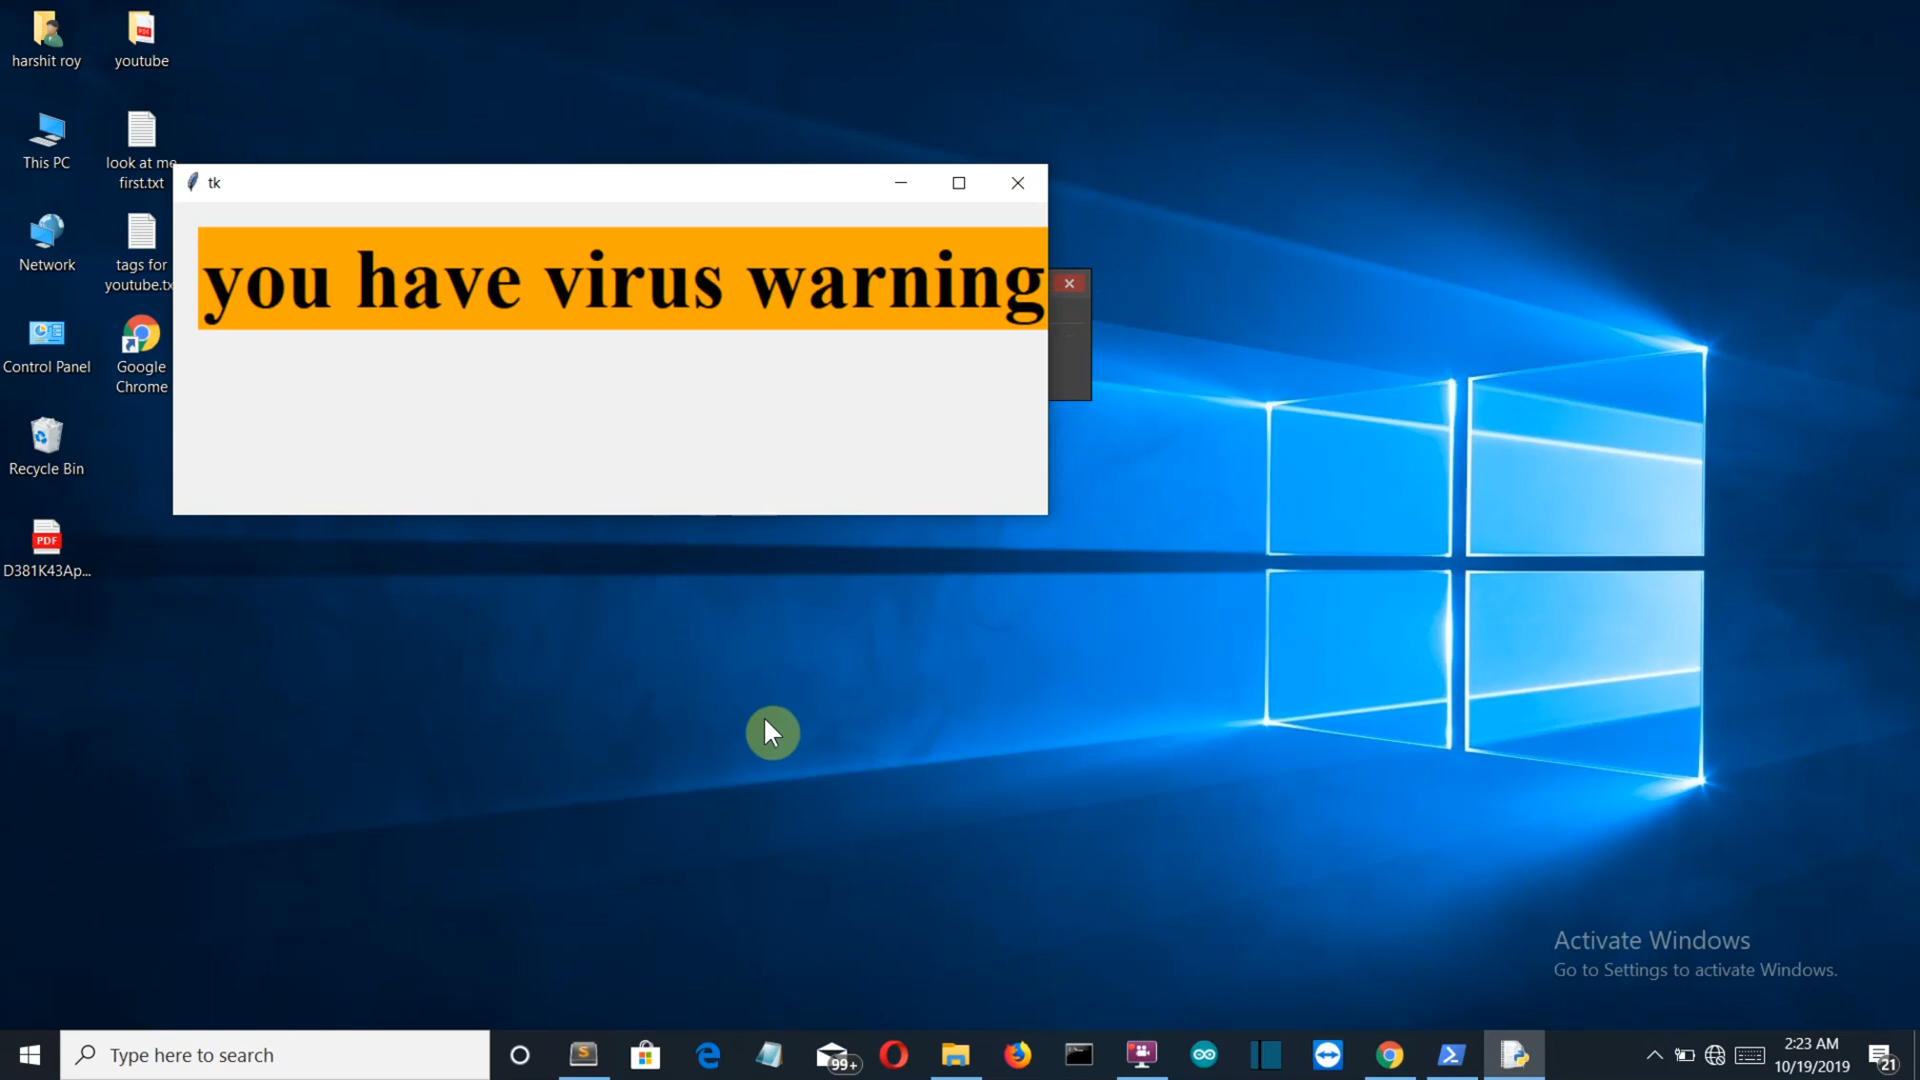 harshit roy
youtube
This PC
look at me
first.txt
Network
tags for
youtube.tx
Control Panel
Google
Chrome
Recycle Bin
PDF
D381K43Ap...
tk
you have virus warning
Activate Windows
Go to Settings to activate Windows.
Type here to search
99+
2:23 AM
10/19/2019
21